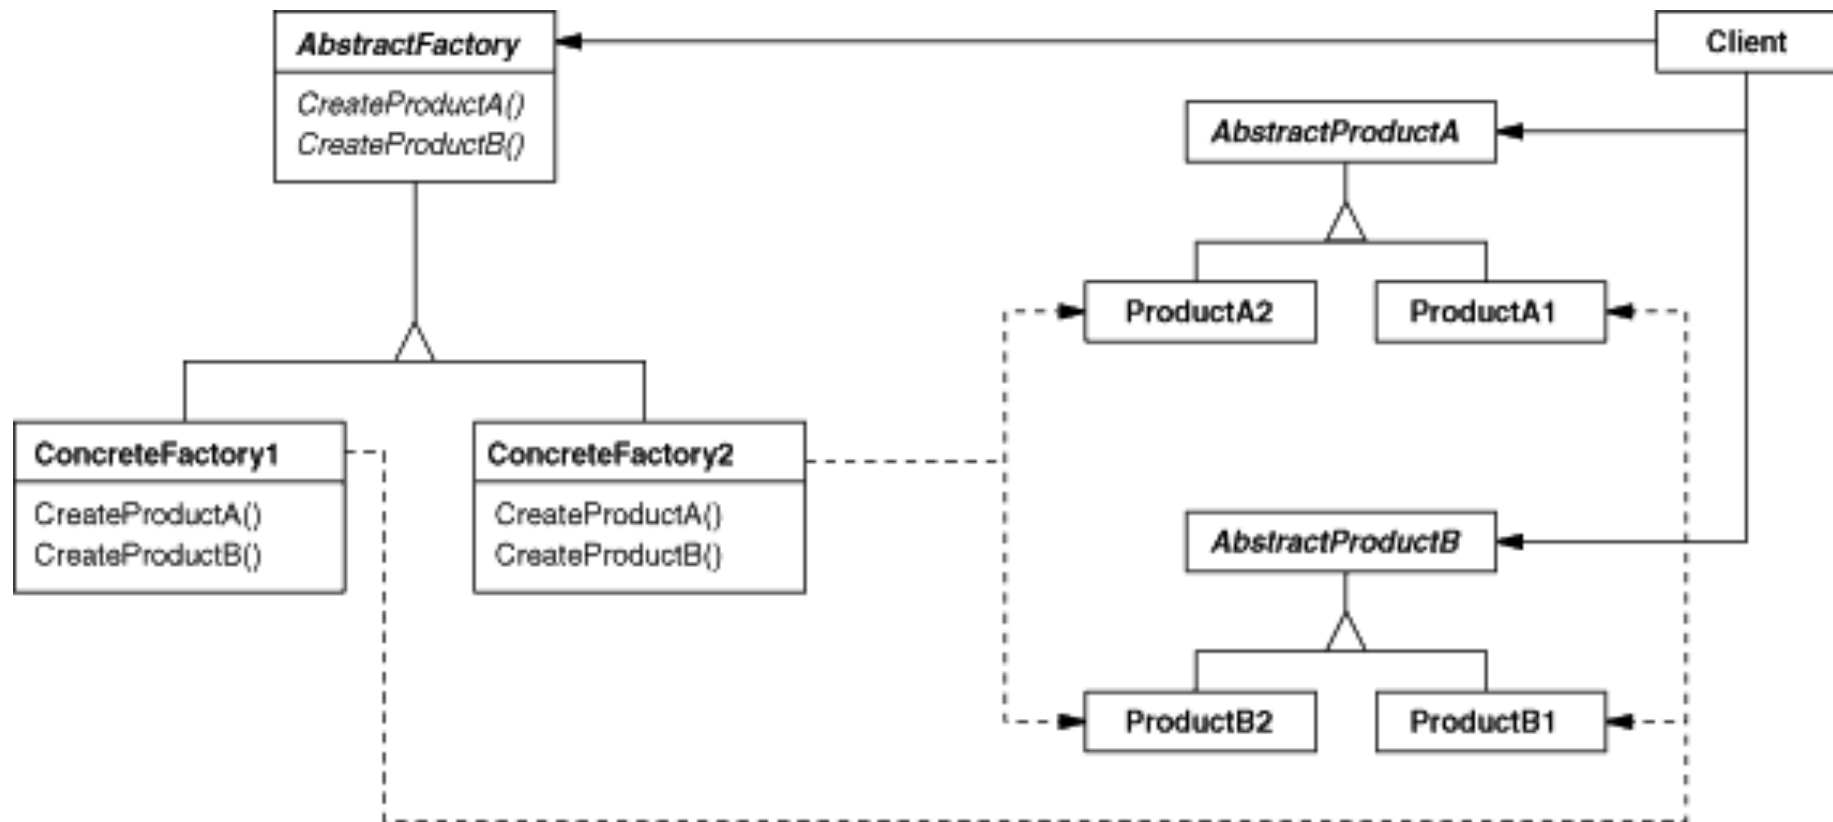 AbstractFactory
CreateProductA()
CreateProductB()
Client
AbstractProductA
ProductA2
ProductA1
ConcreteFactory1
CreateProductA()
CreateProductB()
ConcreteFactory2
CreateProductA()
CreateProductB()
AbstractProductB
ProductB2
ProductB1